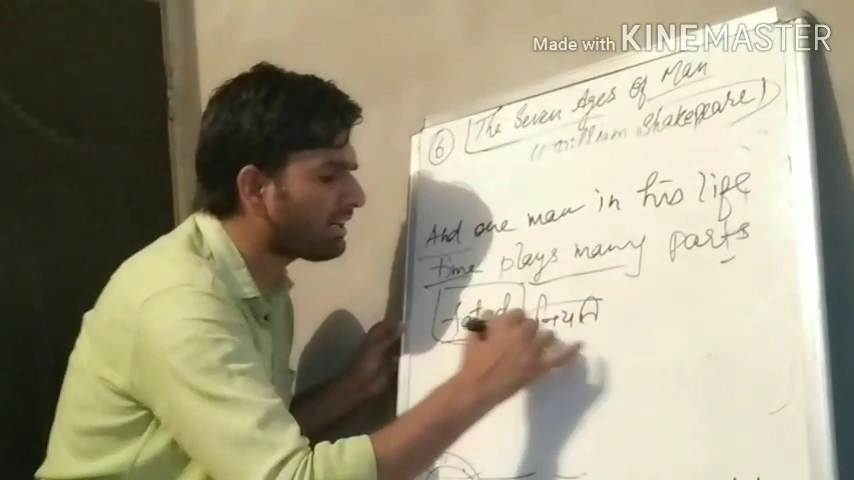 Made with KINEMASTER
6 The Seven Ages of Man
William Shakespeare
And one man in his life
time plays many parts
नियति